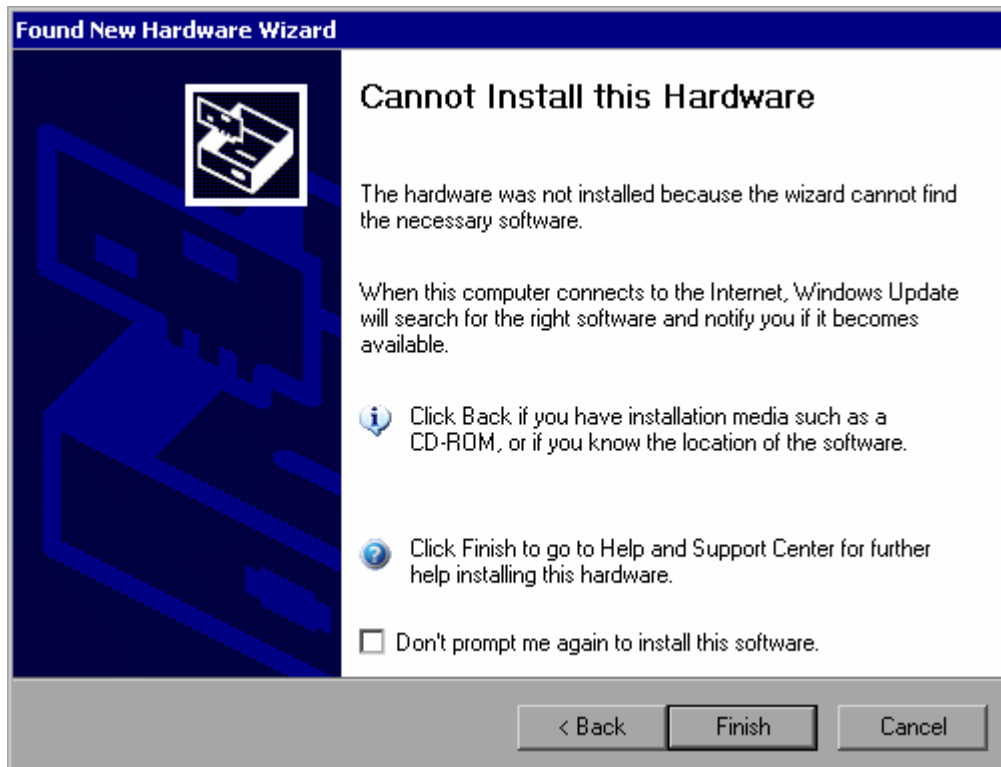 Found New Hardware Wizard
Cannot Install this Hardware
The hardware was not installed because the wizard cannot find
the necessary software.
When this computer connects to the Internet, Windows Update
will search for the right software and notify you if it becomes
available.
Click Back if you have installation media such as a
CD-ROM, or if you know the location of the software.
Click Finish to go to Help and Support Center for further
help installing this hardware.
Don't prompt me again to install this software.
< Back Finish Cancel